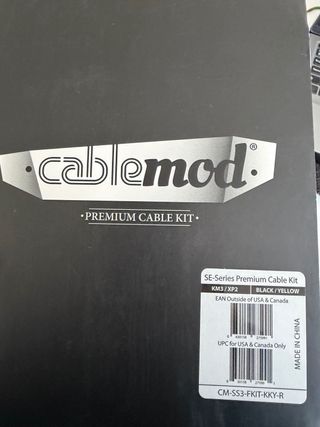 cablemod®
·PREMIUM CABLE KIT·
SE-Series Premium Cable Kit
KM3 / XP2 BLACK / YELLOW
EAN Outside of USA & Canada
UPC for USA & Canada Only
MADE IN CHINA
CM-SS3-FKIT-KKY-R